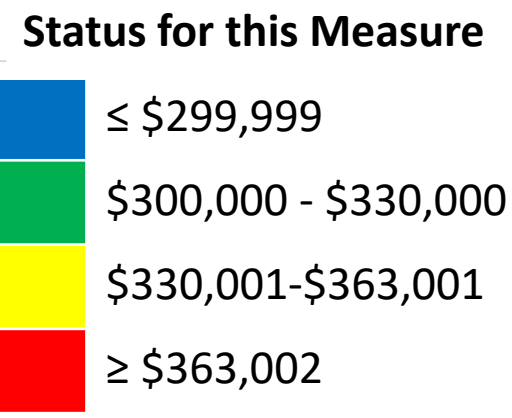 Status for this Measure
≤ $299,999
$300,000 - $330,000
$330,001-$363,001
≥ $363,002